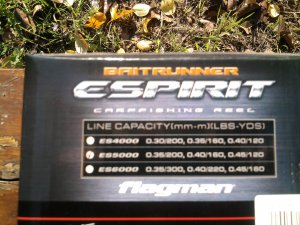 BAITRUNNER
ESPIRIT
CARPFISHING REEL
LINE CAPACITY(mm-m)(LBS-YDS)
ES4000 0.30/200, 0.35/160, 0.40/120
ES5000 0.35/200, 0.40/160, 0.45/120
ES6000 0.35/300, 0.40/220, 0.45/160
flagman